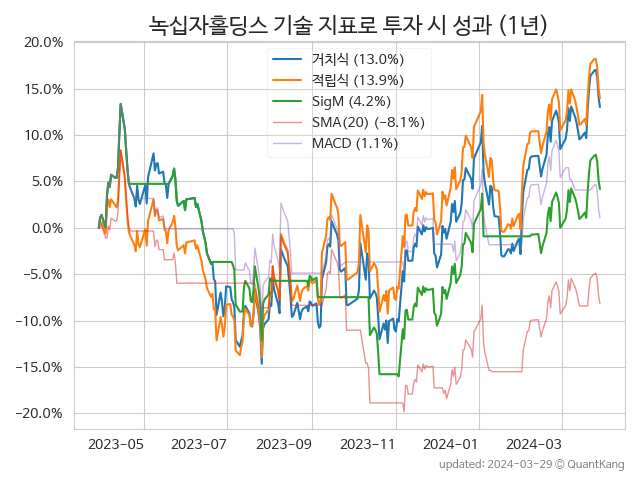 녹십자홀딩스 기술 지표로 투자 시 성과 (1년)
20.0%
15.0%
10.0%
5.0%
0.0%
−5.0%
−10.0%
−15.0%
−20.0%
거치식 (13.0%)
적립식 (13.9%)
SigM (4.2%)
SMA(20) (−8.1%)
MACD (1.1%)
2023−05 2023−07 2023−09 2023−11 2024−01 2024−03
updated: 2024−03−29 ⓒ QuantKang